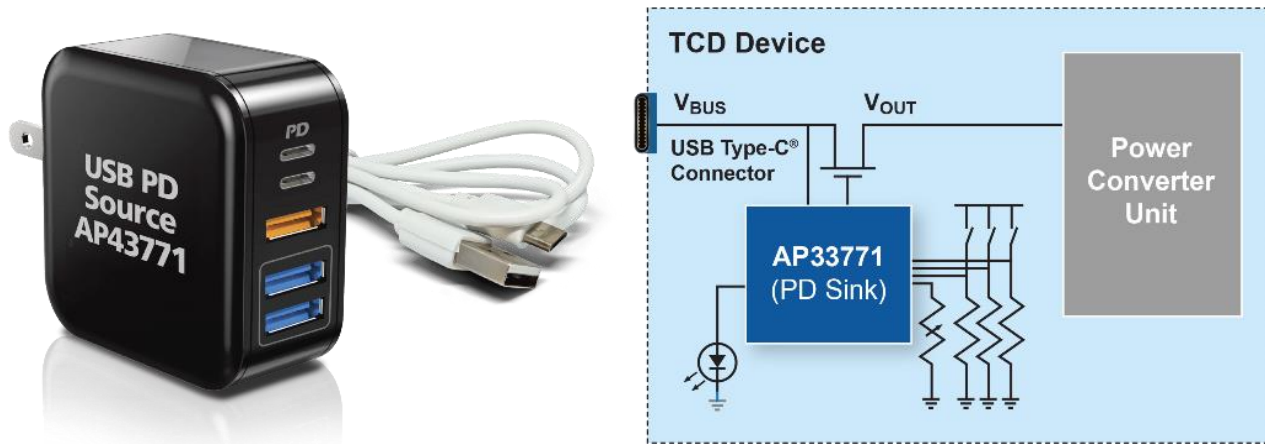 PD
USB PD
Source
AP43771
TCD Device
VBUS
VOUT
USB Type-C®
Connector
Power
Converter
Unit
AP33771
(PD Sink)